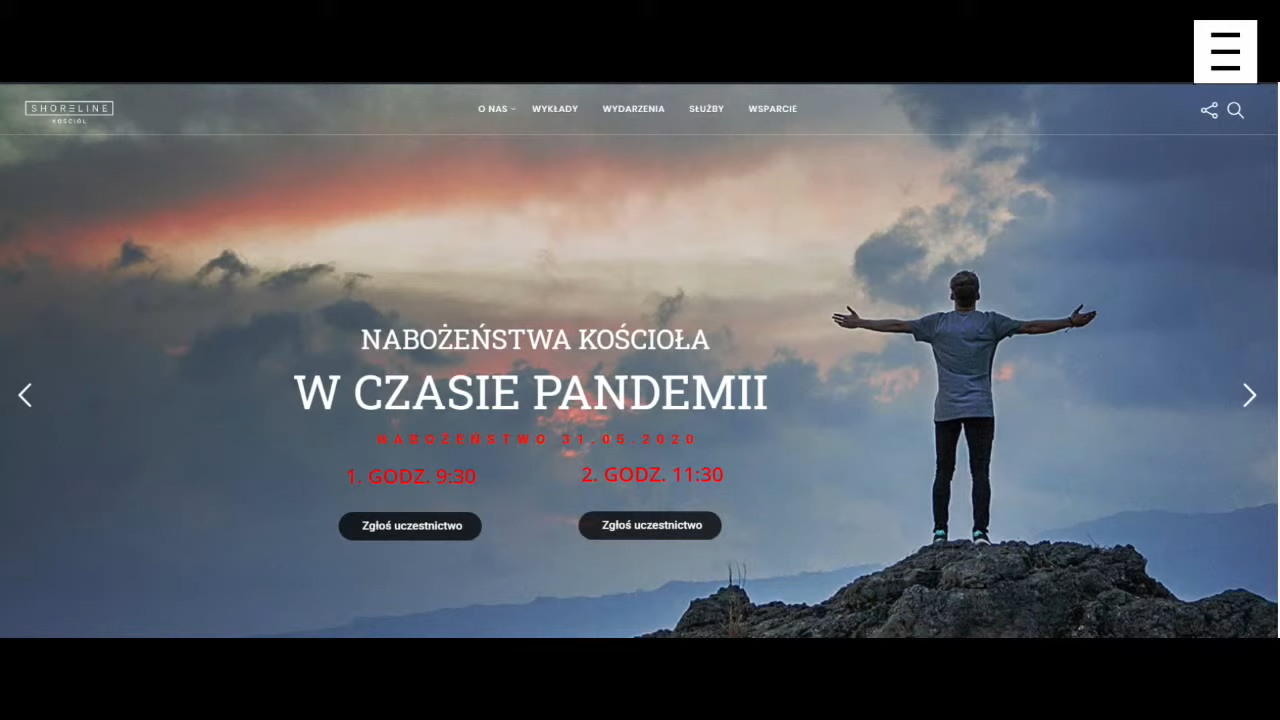 SHORELINE
KOŚCIÓŁ
O NAS WYKŁADY WYDARZENIA SŁUŻBY WSPARCIE
NABOŻEŃSTWA KOŚCIOŁA
W CZASIE PANDEMII
NABOŻEŃSTWO 31.05.2020
1. GODZ. 9:30
2. GODZ. 11:30
Zgłoś uczestnictwo
Zgłoś uczestnictwo